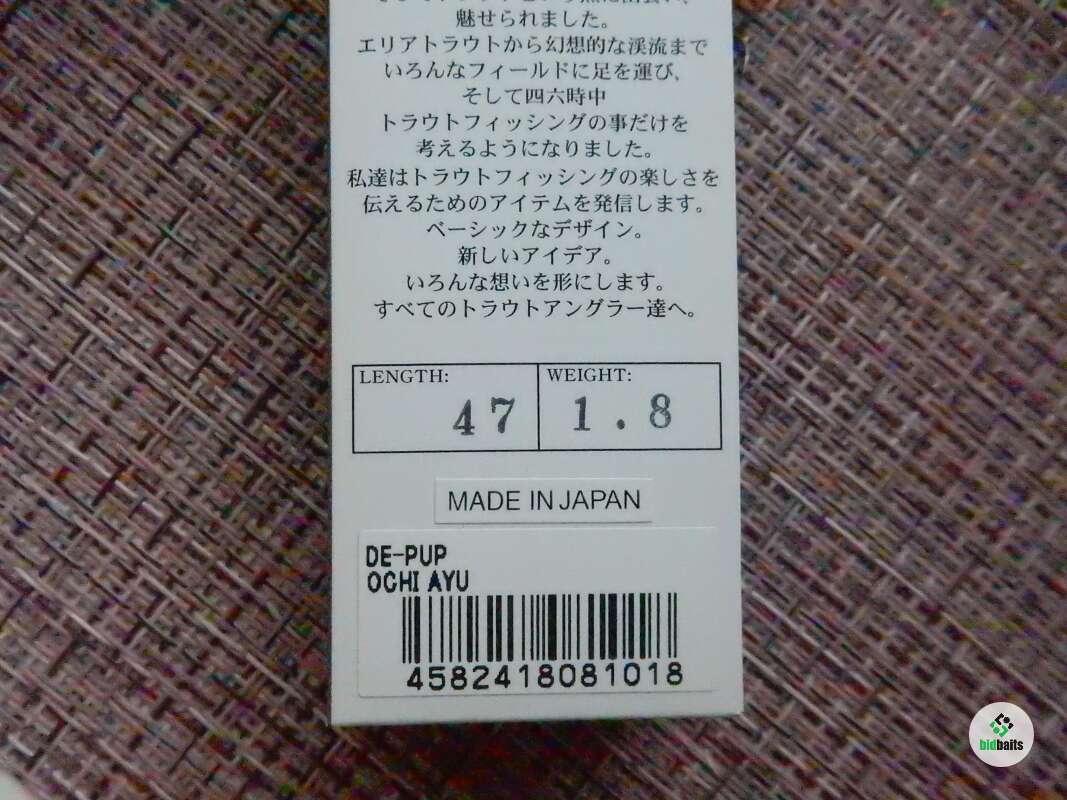 魅せられました。
エリアトラウトから幻想的な渓流まで
いろんなフィールドに足を運び、
そして四六時中
トラウトフィッシングの事だけを
考えるようになりました。
私達はトラウトフィッシングの楽しさを
伝えるためのアイテムを発信します。
ベーシックなデザイン。
新しいアイデア。
いろんな想いを形にします。
すべてのトラウトアングラー達へ。
LENGTH: WEIGHT:
47 1.8
MADE IN JAPAN
DE-PUP
OCHI AYU
4582418081018
bidbaits